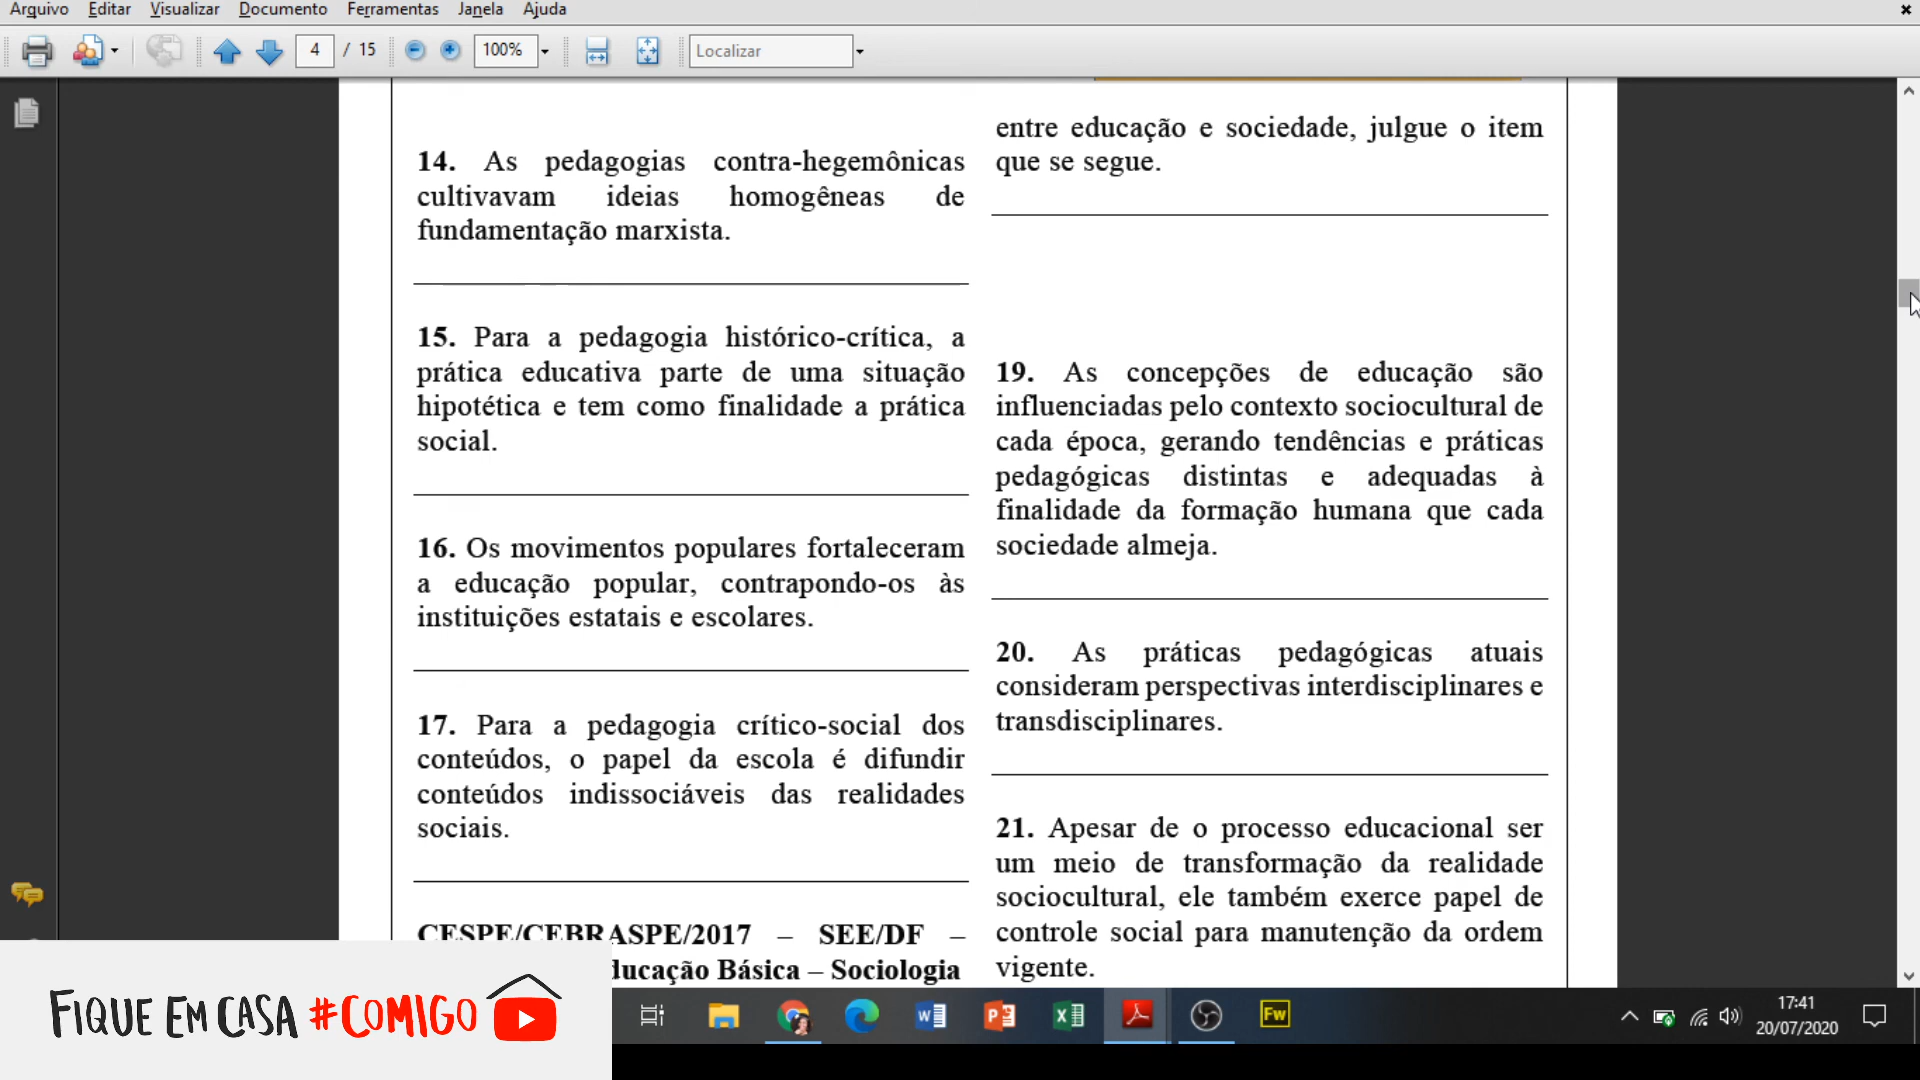 Arquivo Editar Visualizar Documento Ferramentas Janela Ajuda
4 / 15 100% Localizar
14. As pedagogias contra-hegemônicas
cultivavam ideias homogêneas de
fundamentação marxista.
15. Para a pedagogia histórico-crítica, a
prática educativa parte de uma situação
hipotética e tem como finalidade a prática
social.
16. Os movimentos populares fortaleceram
a educação popular, contrapondo-os às
instituições estatais e escolares.
17. Para a pedagogia crítico-social dos
conteúdos, o papel da escola é difundir
conteúdos indissociáveis das realidades
sociais.
CESPE/CEBRASPE/2017 – SEE/DF –
ducação Básica – Sociologia
entre educação e sociedade, julgue o item
que se segue.
19. As concepções de educação são
influenciadas pelo contexto sociocultural de
cada época, gerando tendências e práticas
pedagógicas distintas e adequadas à
finalidade da formação humana que cada
sociedade almeja.
20. As práticas pedagógicas atuais
consideram perspectivas interdisciplinares e
transdisciplinares.
21. Apesar de o processo educacional ser
um meio de transformação da realidade
sociocultural, ele também exerce papel de
controle social para manutenção da ordem
vigente.
FIQUE EM CASA #COMIGO
Fw
17:41
20/07/2020